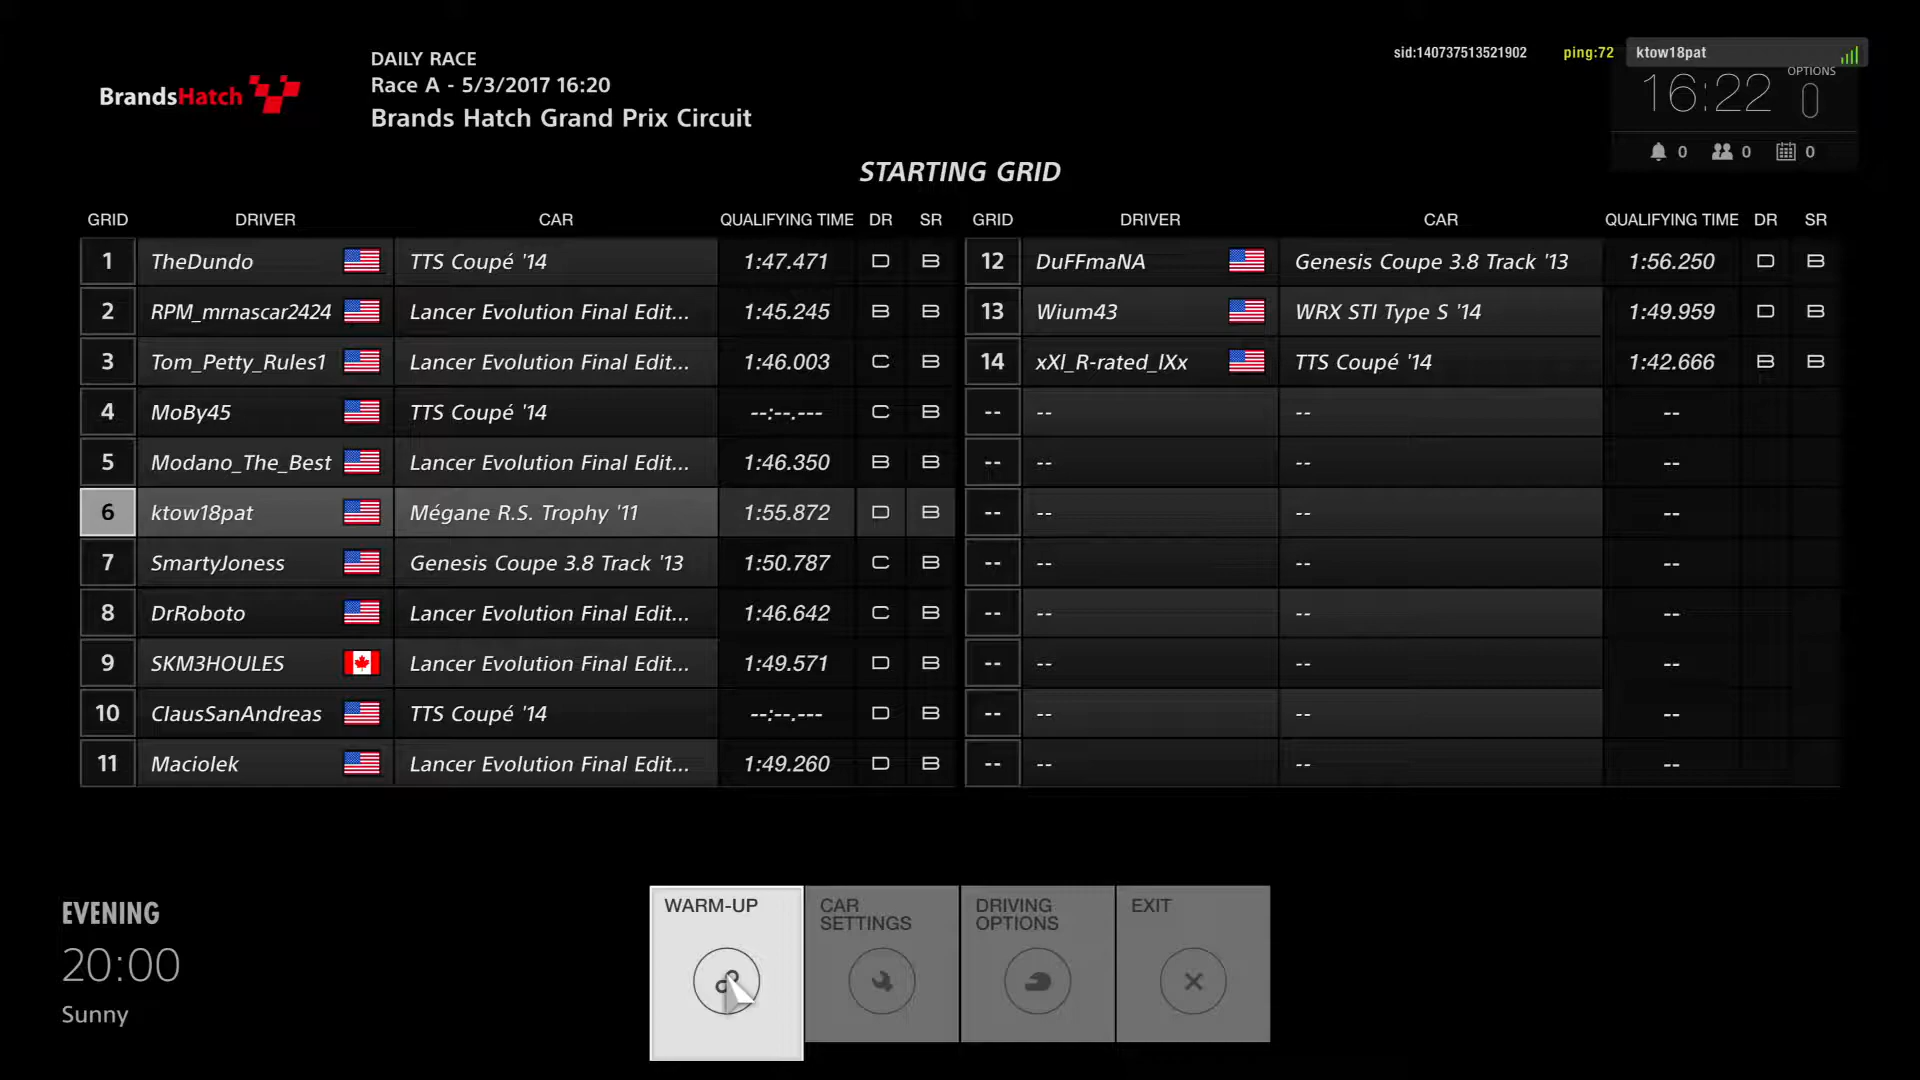 BrandsHatch
DAILY RACE
Race A - 5/3/2017 16:20
Brands Hatch Grand Prix Circuit
sid:140737513521902 ping:72 ktow18pat
OPTIONS
16:22
0 0 0
STARTING GRID
GRID DRIVER CAR QUALIFYING TIME DR SR GRID DRIVER CAR QUALIFYING TIME DR SR
1 TheDundo TTS Coupé '14 1:47.471 D B 12 DuFFmaNA Genesis Coupe 3.8 Track '13 1:56.250 D B
2 RPM_mrnascar2424 Lancer Evolution Final Edit... 1:45.245 B B 13 Wium43 WRX STI Type S '14 1:49.959 D B
3 Tom_Petty_Rules1 Lancer Evolution Final Edit... 1:46.003 C B 14 xXl_R-rated_lXx TTS Coupé '14 1:42.666 B B
4 MoBy45 TTS Coupé '14 --:--.--- C B -- -- -- --
5 Modano_The_Best Lancer Evolution Final Edit... 1:46.350 B B -- -- -- --
6 ktow18pat Mégane R.S. Trophy '11 1:55.872 D B -- -- -- --
7 SmartyJoness Genesis Coupe 3.8 Track '13 1:50.787 C B -- -- -- --
8 DrRoboto Lancer Evolution Final Edit... 1:46.642 C B -- -- -- --
9 SKM3HOULES Lancer Evolution Final Edit... 1:49.571 D B -- -- -- --
10 ClausSanAndreas TTS Coupé '14 --:--.--- D B -- -- -- --
11 Maciolek Lancer Evolution Final Edit... 1:49.260 D B -- -- -- --
EVENING
20:00
Sunny
WARM-UP
CAR
SETTINGS
DRIVING
OPTIONS
EXIT